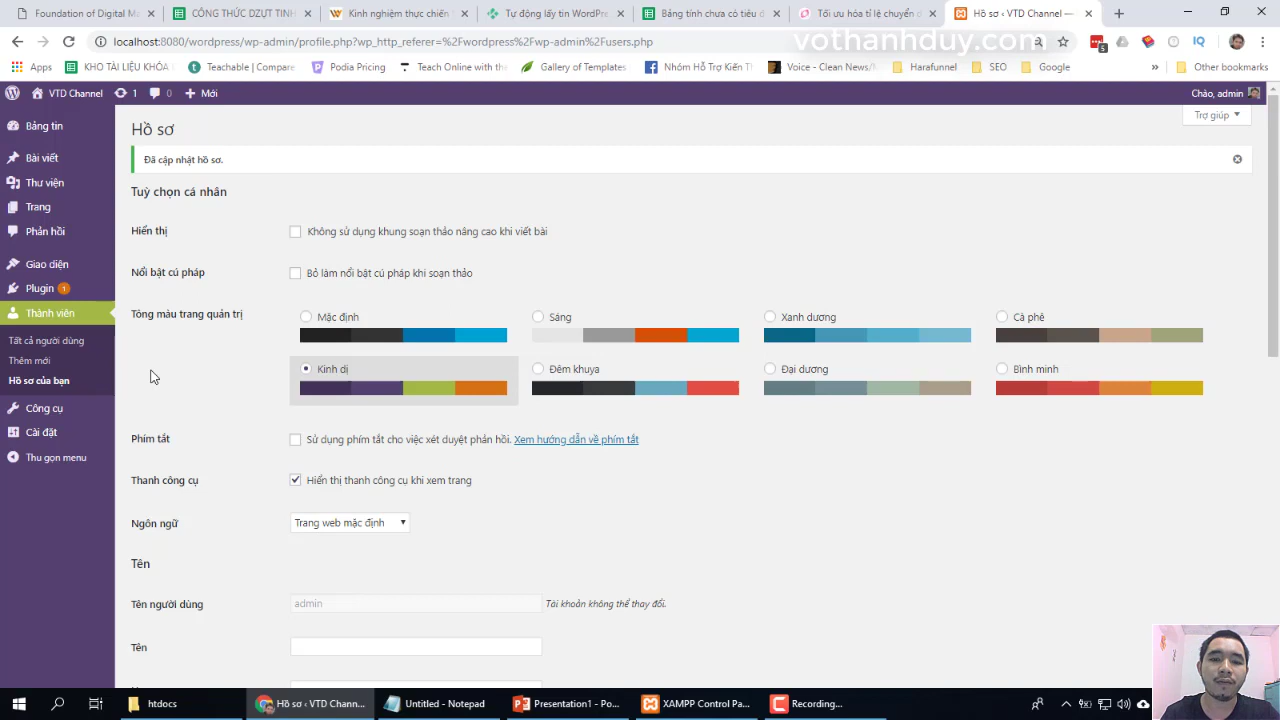 Foundation of Digital Ma
CÔNG THỨC DZỤT TINH
Kinh nghiệm thực chiến
Tự động lấy tin WordPre
Bảng tính chưa có tiêu đ
Tối ưu hóa tỉ lệ chuyển đ
Hồ sơ ‹ VTD Channel —
localhost:8080/wordpress/wp-admin/profile.php?wp_http_referer=%2Fwordpress%2Fwp-admin%2Fusers.php
vothanhduy.com
5
IQ
Apps
KHO TÀI LIỆU KHÓA
Teachable | Compare
Podia Pricing
Teach Online with the
Gallery of Templates
Nhóm Hỗ Trợ Kiến T
Voice - Clean News/
Harafunnel
SEO
Google
»
Other bookmarks
VTD Channel
1
0
Mới
Chào, admin
Bảng tin
Bài viết
Thư viện
Trang
Phản hồi
Giao diện
Plugin 1
Thành viên
Tất cả người dùng
Thêm mới
Hồ sơ của bạn
Công cụ
Cài đặt
Thu gọn menu
Trợ giúp
Hồ sơ
Đã cập nhật hồ sơ.
Tuỳ chọn cá nhân
Hiển thị
Không sử dụng khung soạn thảo nâng cao khi viết bài
Nổi bật cú pháp
Bỏ làm nổi bật cú pháp khi soạn thảo
Tông màu trang quản trị
Mặc định
Sáng
Xanh dương
Cà phê
Kinh dị
Đêm khuya
Đại dương
Bình minh
Phím tắt
Sử dụng phím tắt cho việc xét duyệt phản hồi. Xem hướng dẫn về phím tắt
Thanh công cụ
Hiển thị thanh công cụ khi xem trang
Ngôn ngữ
Trang web mặc định
Tên
Tên người dùng
admin
Tài khoản không thể thay đổi.
Tên
htdocs
Hồ sơ ‹ VTD Chann...
Untitled - Notepad
Presentation1 - Po...
XAMPP Control Pa...
Recording...